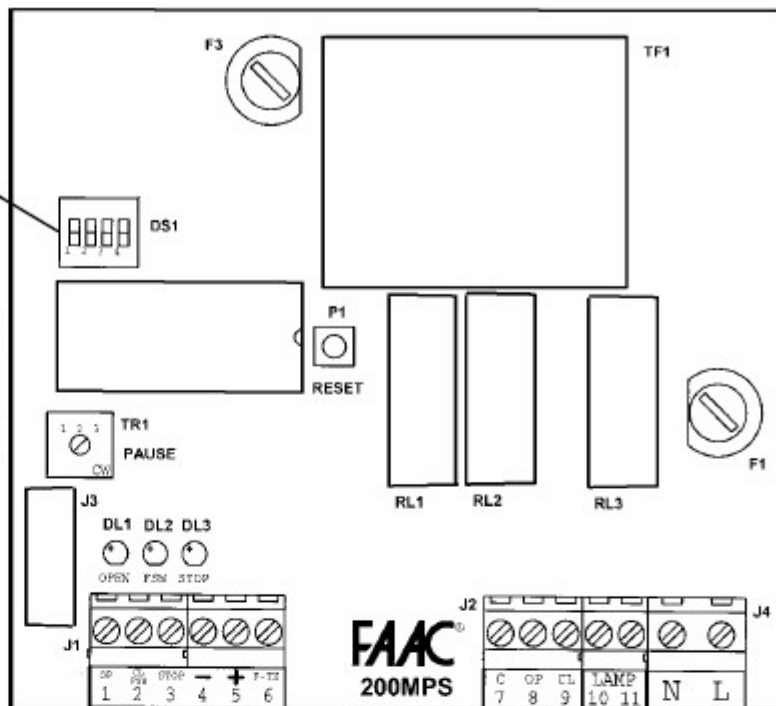 F3
TF1
DS1
1 2 3 4
P1
RESET
1 2 3
TR1
PAUSE
CW
F1
J3
RL1
RL2
RL3
DL1 DL2 DL3
OPEN FSW STOP
J1
J2
J4
FAAC®
200MPS
OP CL FSW STOP - + F-TX
1 2 3 4 5 6
C OP CL LAMP N L
7 8 9 10 11